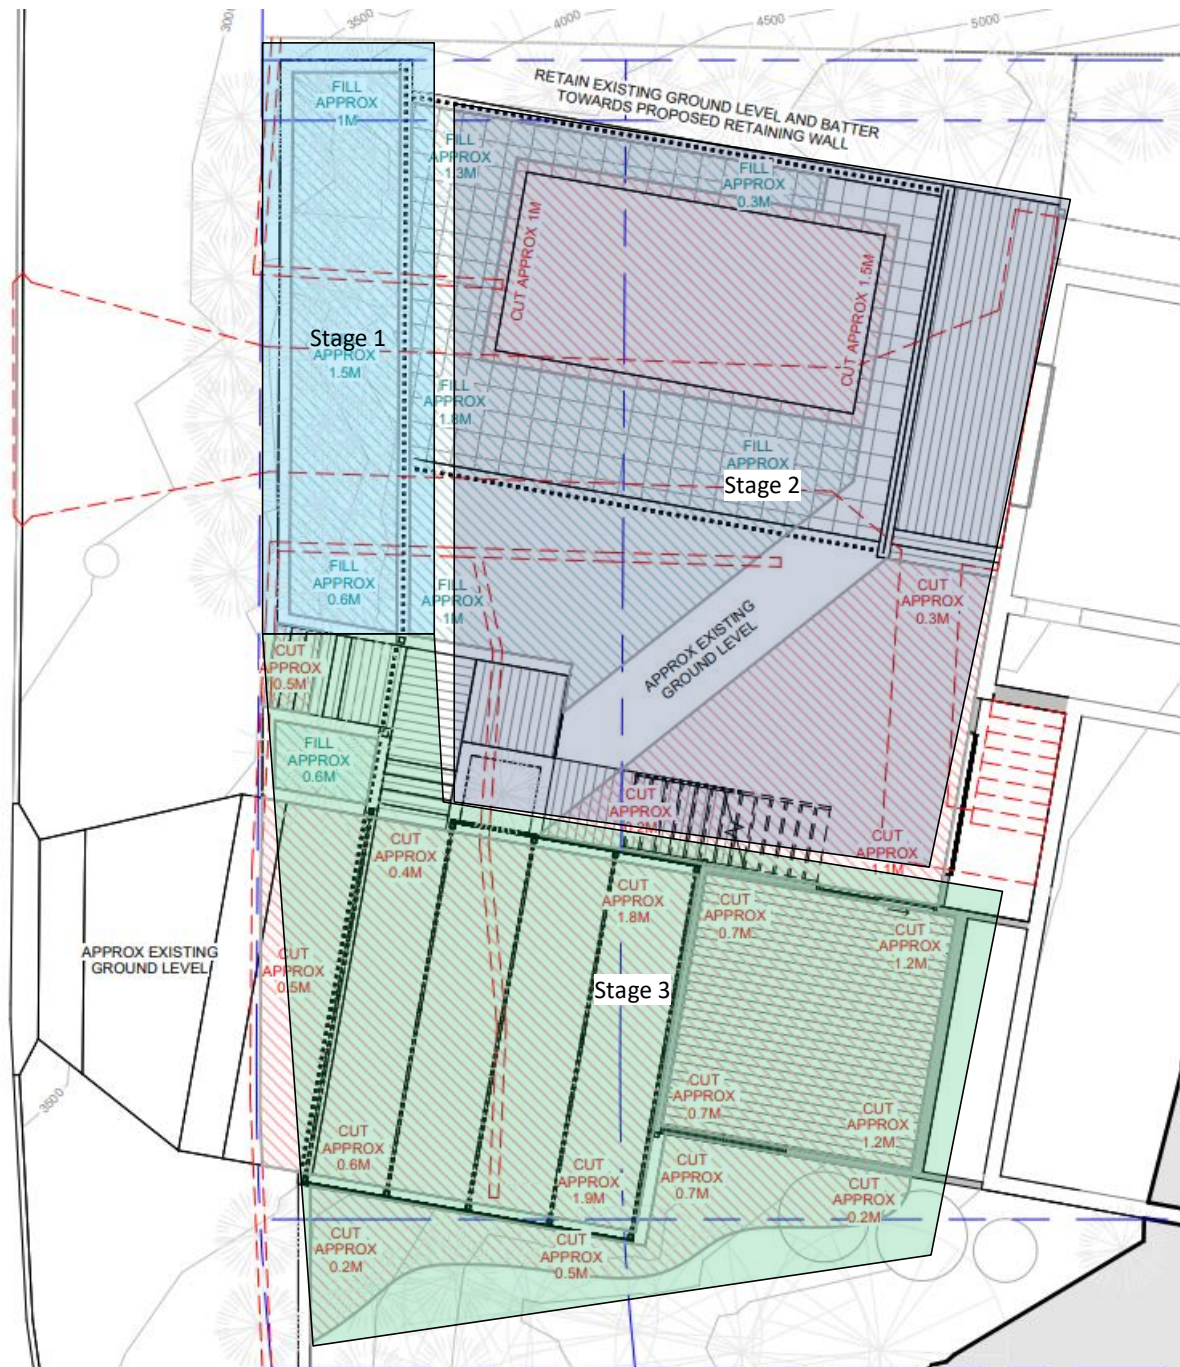 3000
3500
4000
4500
5000
RETAIN EXISTING GROUND LEVEL AND BATTER
TOWARDS PROPOSED RETAINING WALL
FILL
APPROX
1M
FILL
APPROX
1.3M
FILL
APPROX
0.3M
CUT APPROX 1M
CUT APPROX 1.5M
Stage 1
APPROX
1.5M
FILL
APPROX
1.8M
FILL
APPROX
Stage 2
FILL
APPROX
0.6M
FILL
APPROX
1M
CUT
APPROX
0.3M
APPROX EXISTING
GROUND LEVEL
CUT
APPROX
0.5M
FILL
APPROX
0.6M
CUT
APPROX
0.2M
CUT
APPROX
1.1M
CUT
APPROX
0.4M
CUT
APPROX
1.8M
CUT
APPROX
0.7M
CUT
APPROX
1.2M
APPROX EXISTING
GROUND LEVEL
CUT
APPROX
0.5M
Stage 3
3500
CUT
APPROX
0.7M
CUT
APPROX
1.2M
CUT
APPROX
0.6M
CUT
APPROX
1.9M
CUT
APPROX
0.7M
CUT
APPROX
0.2M
CUT
APPROX
0.2M
CUT
APPROX
0.5M